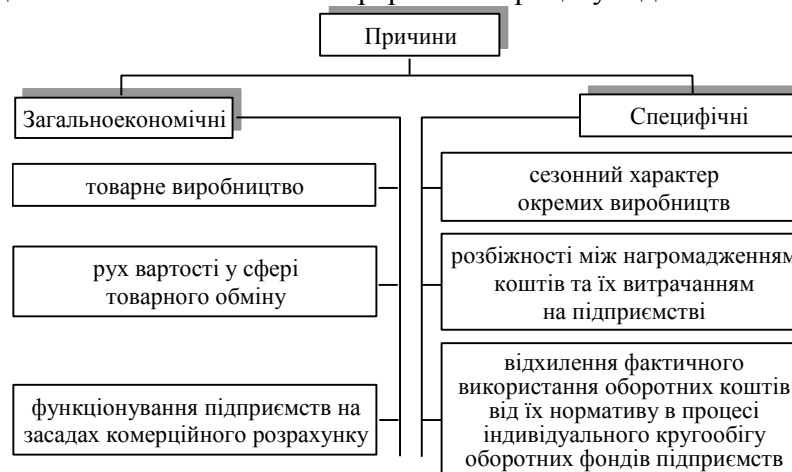 Причини
Загальноекономічні
товарне виробництво
рух вартості у сфері
товарного обміну
функціонування підприємств на
засадах комерційного розрахунку
Специфічні
сезонний характер
окремих виробництв
розбіжності між нагромадженням
коштів та їх витрачанням
на підприємстві
відхилення фактичного
використання оборотних коштів
від їх нормативу в процесі
індивідуального кругообігу
оборотних фондів підприємств